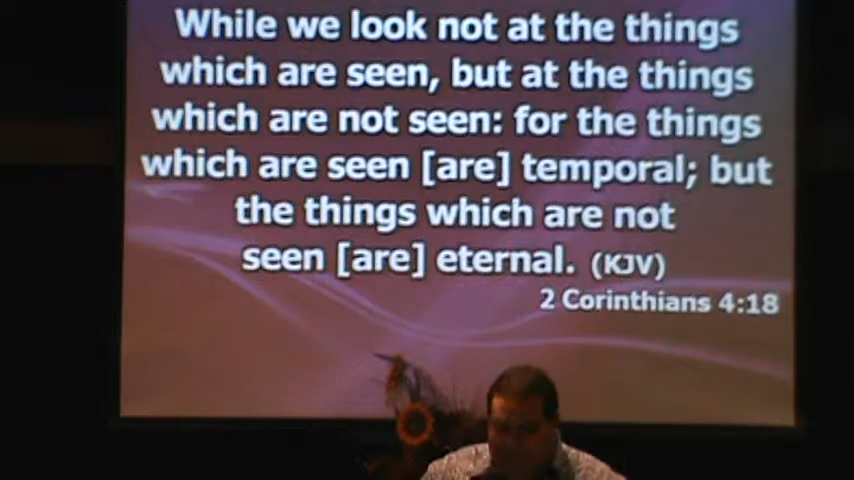 While we look not at the things
which are seen, but at the things
which are not seen: for the things
which are seen [are] temporal; but
the things which are not
seen [are] eternal. (KJV)
2 Corinthians 4:18